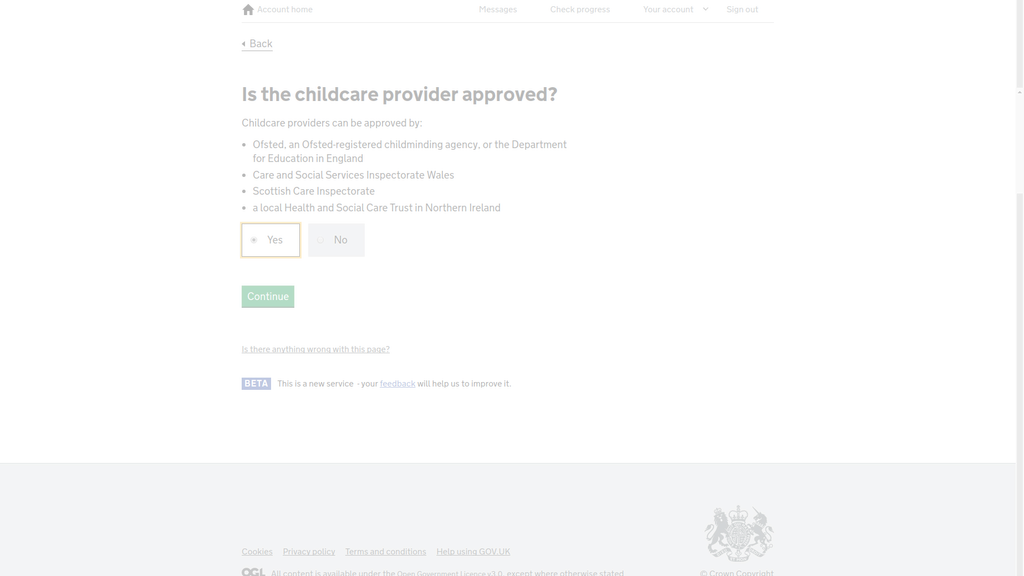 Account home
Messages
Check progress
Your account
Sign out
Back
Is the childcare provider approved?
Childcare providers can be approved by:
Ofsted, an Ofsted-registered childminding agency, or the Department
for Education in England
Care and Social Services Inspectorate Wales
Scottish Care Inspectorate
a local Health and Social Care Trust in Northern Ireland
Yes
No
Continue
Is there anything wrong with this page?
BETA This is a new service - your feedback will help us to improve it.
Cookies Privacy policy Terms and conditions Help using GOV.UK
OGL All content is available under the Open Government Licence v3.0, except where otherwise stated
© Crown Copyright